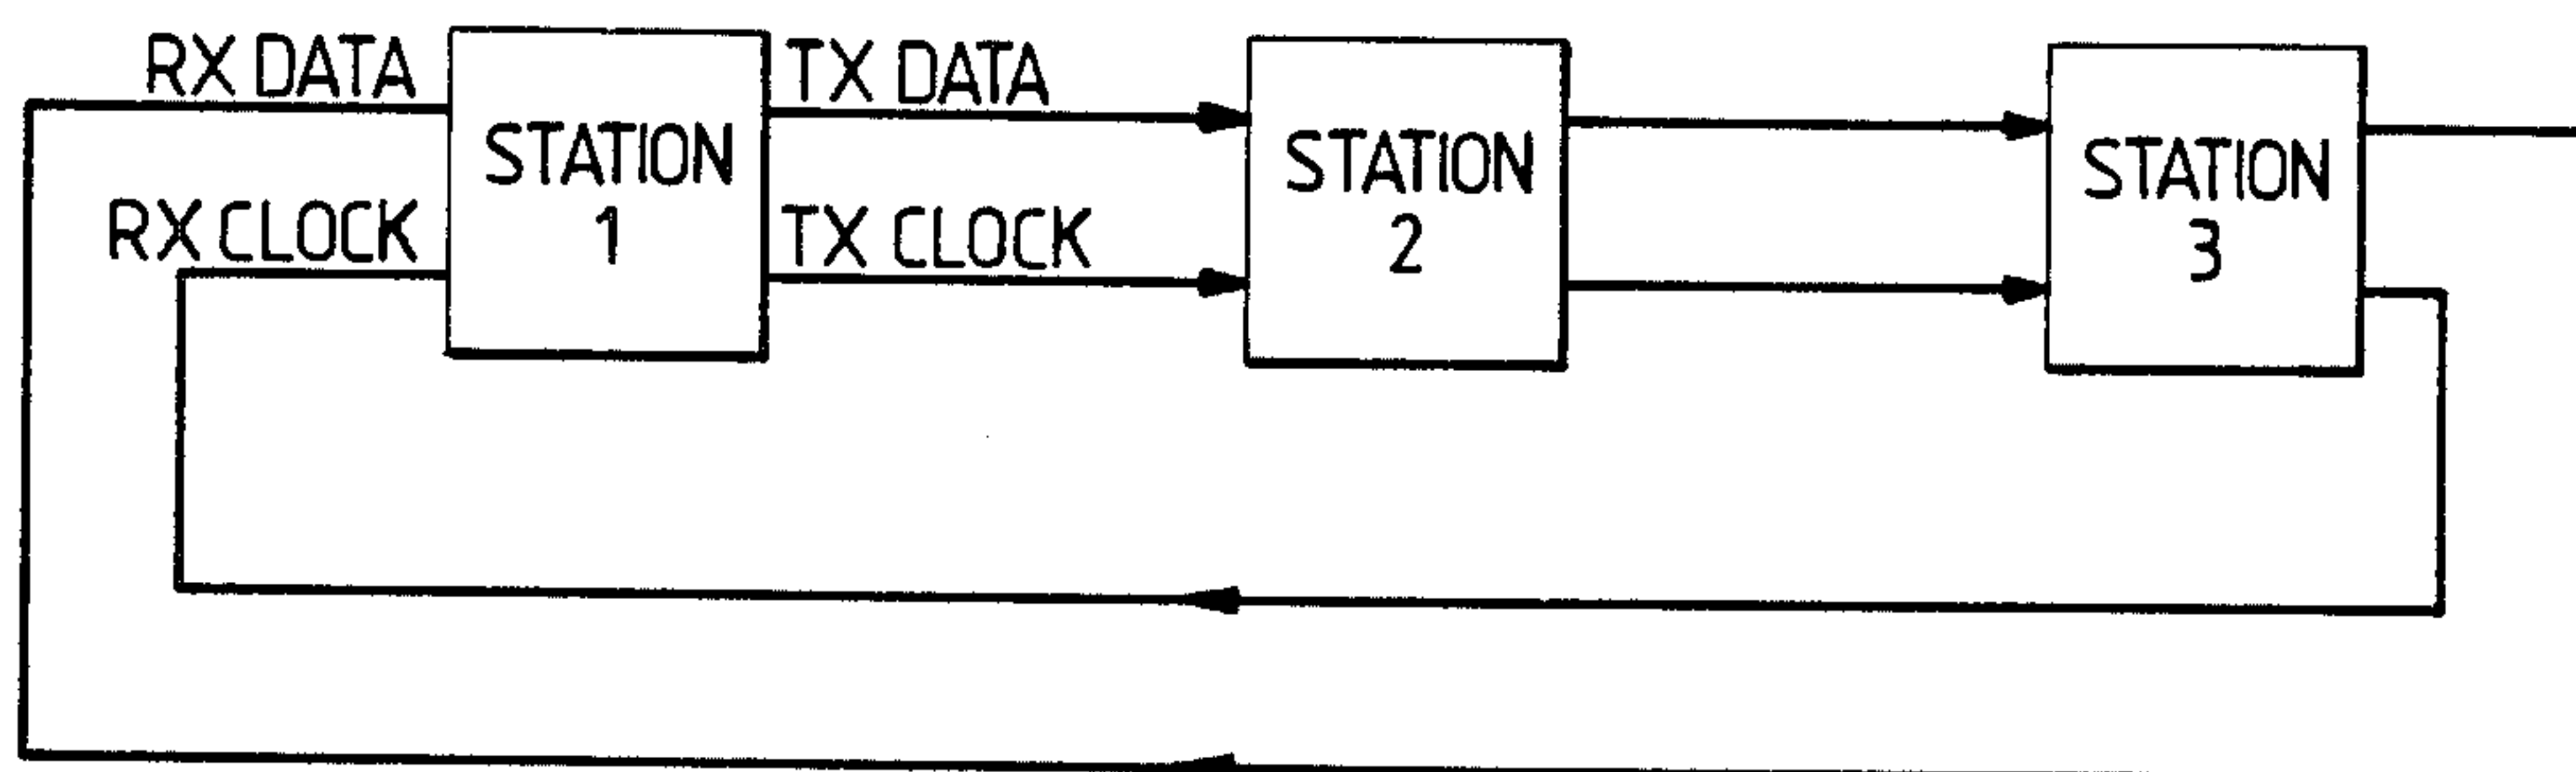 RX DATA
RX CLOCK
STATION
1
TX DATA
TX CLOCK
STATION
2
STATION
3